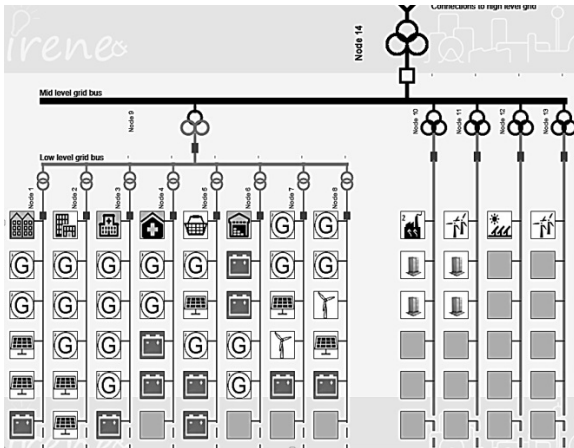 Connections to high level grid
irene
Node 14
Mid level grid bus
Node 9
Node 10
Node 11
Node 12
Node 13
Low level grid bus
Node 1
Node 2
Node 3
Node 4
Node 5
Node 6
Node 7
Node 8
2
G G
G G G G G G
G G G G
G G G G
G G